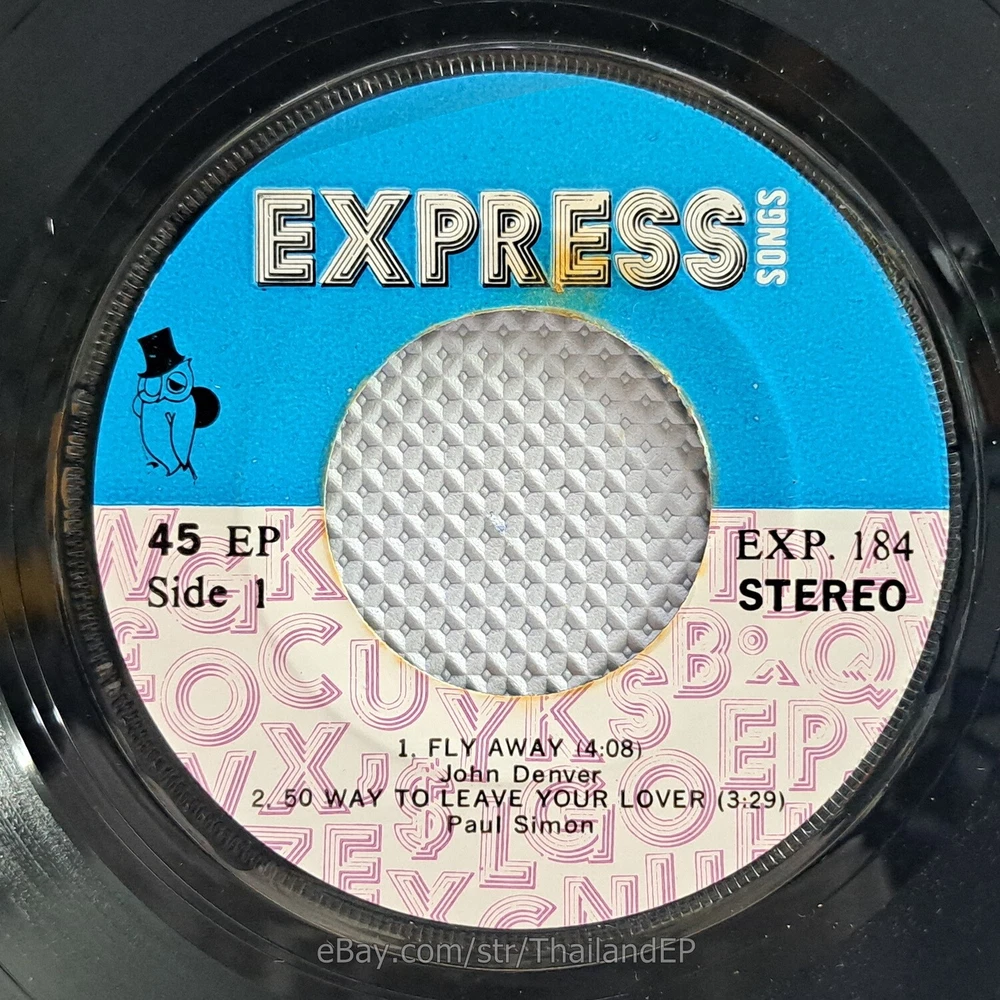 EXPRESS SONGS
45 EP
Side 1
EXP. 184
STEREO
1. FLY AWAY (4:08)
John Denver
2. 50 WAY TO LEAVE YOUR LOVER (3:29)
Paul Simon
eBay.com/str/ThailandEP